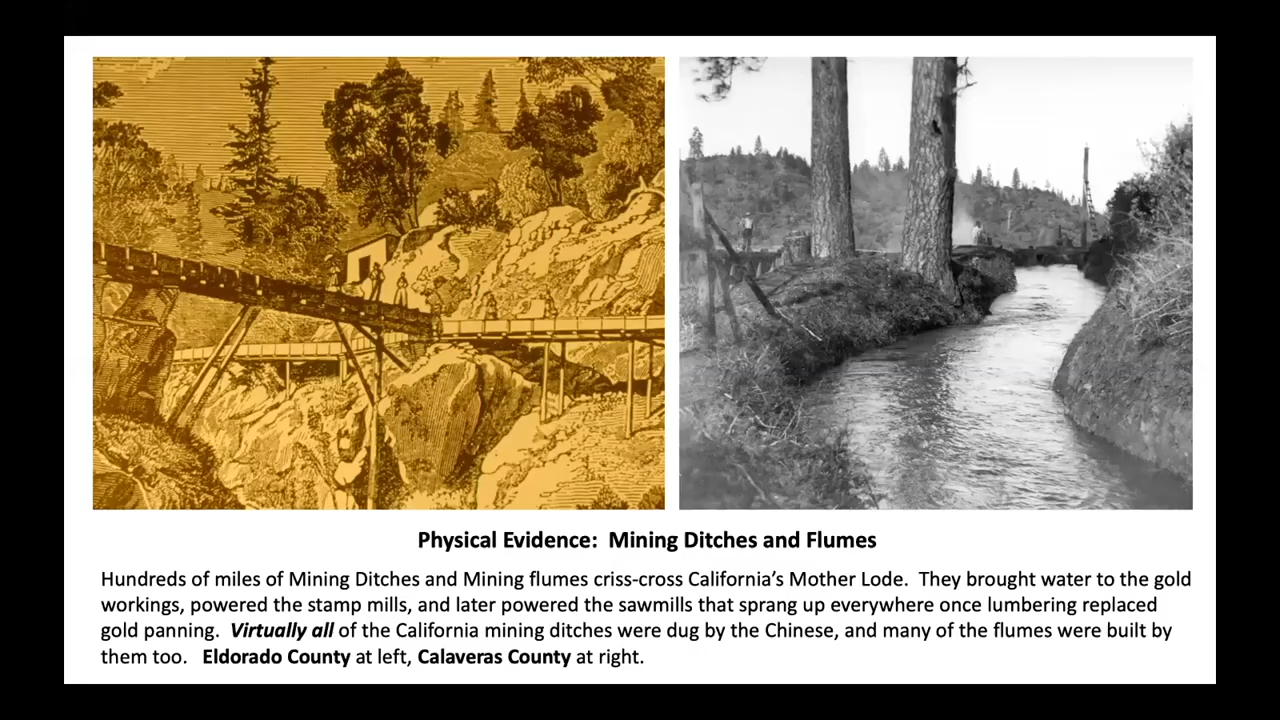 Physical Evidence:  Mining Ditches and Flumes
Hundreds of miles of Mining Ditches and Mining flumes criss-cross California’s Mother Lode.  They brought water to the gold
workings, powered the stamp mills, and later powered the sawmills that sprang up everywhere once lumbering replaced
gold panning.  Virtually all of the California mining ditches were dug by the Chinese, and many of the flumes were built by
them too.   Eldorado County at left, Calaveras County at right.